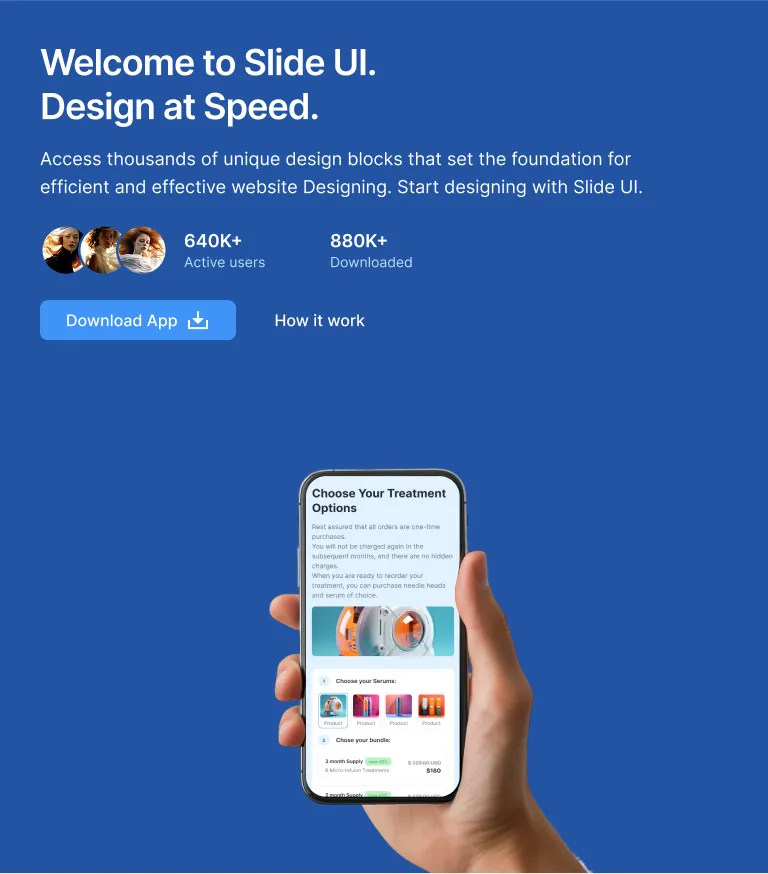 Welcome to Slide UI.
Design at Speed.
Access thousands of unique design blocks that set the foundation for
efficient and effective website Designing. Start designing with Slide UI.
640K+
Active users
880K+
Downloaded
Download App
How it work
Choose Your Treatment
Options
Rest assured that all orders are one-time
purchases.
You will not be charged again in the
subsequent months, and there are no hidden
charges.
When you are ready to reorder your
treatment, you can purchase needle heads
and serum of choice.
1 Choose your Serums:
Product Product Product Product
2 Chose your bundle:
3 month Supply $ 329.00 USD
6 Micro-Infusion Treatments $180
2 month Supply